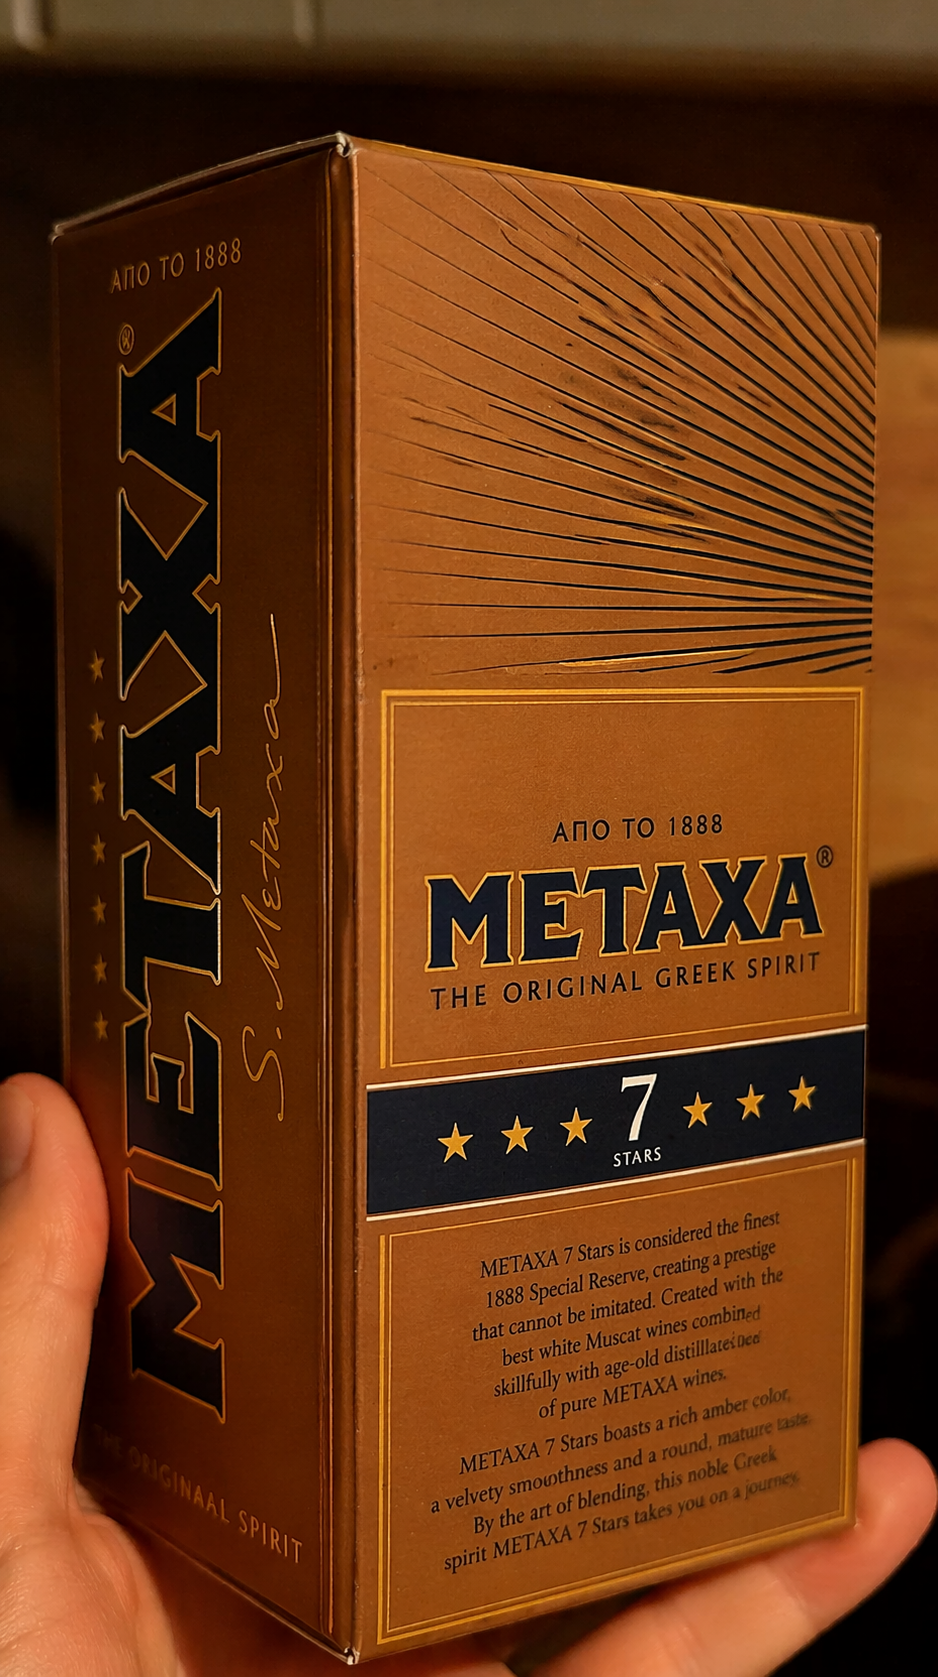 ΑΠΟ ΤΟ 1888
METAXA®
S. Metaxa
THE ORIGINAAL SPIRIT
ΑΠΟ ΤΟ 1888
METAXA®
THE ORIGINAL GREEK SPIRIT
7
STARS
METAXA 7 Stars is considered the finest
1888 Special Reserve, creating a prestige
that cannot be imitated. Created with the
best white Muscat wines combined
skillfully with age-old
of pure METAXA wines.
METAXA 7 Stars boasts a rich amber color,
a velvety smoothness and a round, mature taste.
By the art of blending, this noble Greek
spirit METAXA 7 Stars takes you on a journey.